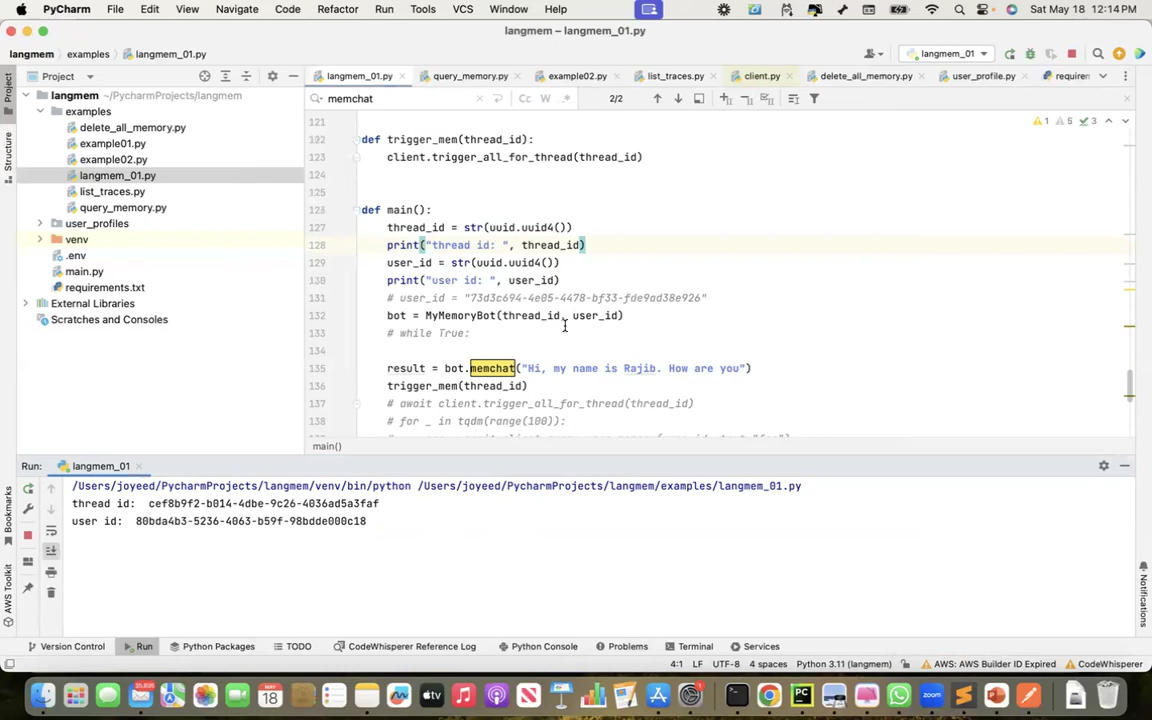 PyCharm File Edit View Navigate Code Refactor Run Tools VCS Window Help Sat May 18 12:14 PM
langmem – langmem_01.py
langmem examples langmem_01.py langmem_01
Project langmem_01.py query_memory.py example02.py list_traces.py client.py delete_all_memory.py user_profile.py requiren
langmem ~/PycharmProjects/langmem
memchat Cc W .* 2/2
examples
delete_all_memory.py
example01.py
example02.py
langmem_01.py
list_traces.py
query_memory.py
user_profiles
venv
.env
main.py
requirements.txt
External Libraries
Scratches and Consoles
1 5 3
121
122 def trigger_mem(thread_id):
123 client.trigger_all_for_thread(thread_id)
124
125
126 def main():
127 thread_id = str(uuid.uuid4())
128 print("thread id: ", thread_id)
129 user_id = str(uuid.uuid4())
130 print("user id: ", user_id)
131 # user_id = "73d3c694-4e05-4478-bf33-fde9ad38e926"
132 bot = MyMemoryBot(thread_id, user_id)
133 # while True:
134
135 result = bot.memchat("Hi, my name is Rajib. How are you")
136 trigger_mem(thread_id)
137 # await client.trigger_all_for_thread(thread_id)
138 # for _ in tqdm(range(100)):
main()
Project
Structure
Bookmarks
AWS Toolkit
Notifications
Run: langmem_01
/Users/joyeed/PycharmProjects/langmem/venv/bin/python /Users/joyeed/PycharmProjects/langmem/examples/langmem_01.py
thread id: cef8b9f2-b014-4dbe-9c26-4036ad5a3faf
user id: 80bda4b3-5236-4063-b59f-98bdde000c18
Version Control Run Python Packages TODO CodeWhisperer Reference Log Python Console Problems Terminal Services
4:1 LF UTF-8 4 spaces Python 3.11 (langmem) AWS: AWS Builder ID Expired CodeWhisperer